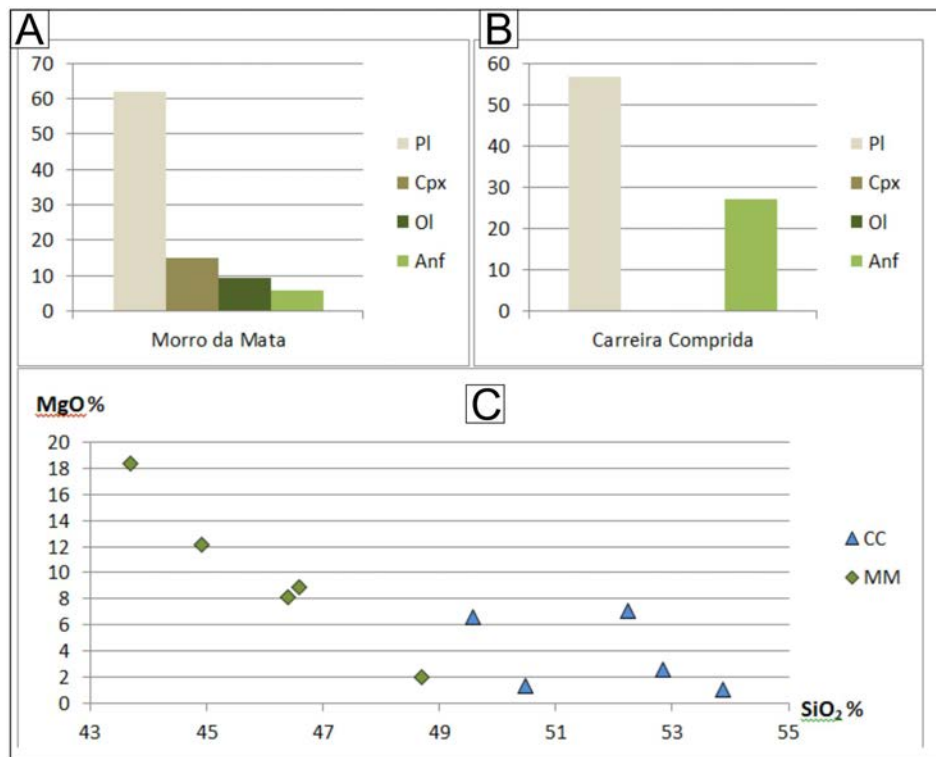 A
70
60
50
40
30
20
10
0
Pl
Cpx
Ol
Anf
Morro da Mata
B
60
50
40
30
20
10
0
Pl
Cpx
Ol
Anf
Carreira Comprida
C
MgO%
20
18
16
14
12
10
8
6
4
2
0
43 45 47 49 51 53 55
SiO₂%
CC
MM